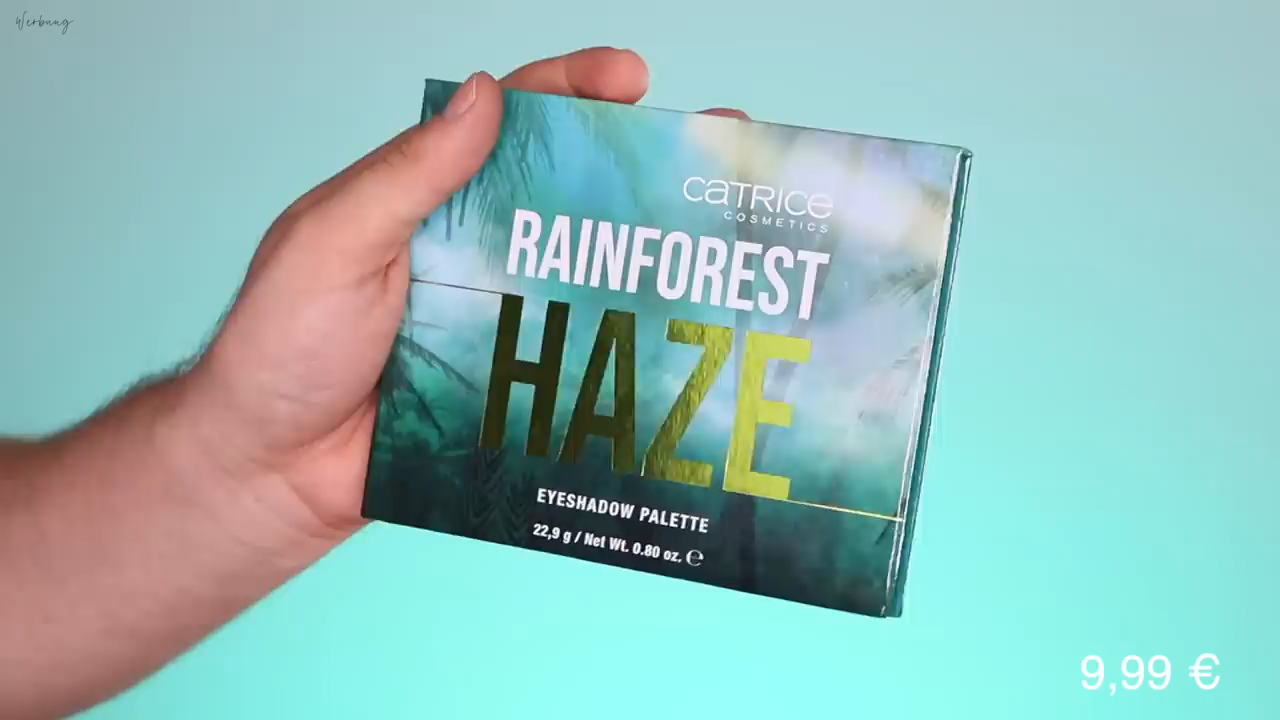 Werbung
CATRICE
COSMETICS
RAINFOREST
HAZE
EYESHADOW PALETTE
22,9 g / Net Wt. 0.80 oz. ℮
9,99 €